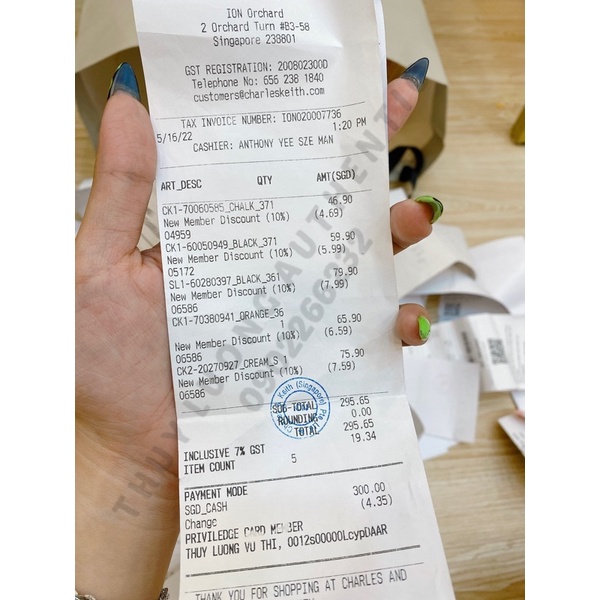 ION Orchard
2 Orchard Turn #B3-58
Singapore 238801
GST REGISTRATION: 200802300D
Telephone No: 656 238 1840
customers@charleskeith.com
TAX INVOICE NUMBER: ION020007736
5/16/22 1:20 PM
CASHIER: ANTHONY YEE SZE MAN
ART_DESC QTY AMT(SGD)
CK1-70060585_CHALK_371 46.90
New Member Discount (10%) (4.69)
04959
CK1-60050949_BLACK_371 59.90
New Member Discount (10%) (5.99)
05172
SL1-60280397_BLACK_361 79.90
New Member Discount (10%) (7.99)
06586
CK1-70380941_ORANGE_36
1 65.90
New Member Discount (10%) (6.59)
06586
CK2-20270927_CREAM_S 1 75.90
New Member Discount (10%) (7.59)
06586
SUB-TOTAL 295.65
ROUNDING 0.00
TOTAL 295.65
INCLUSIVE 7% GST 19.34
ITEM COUNT 5
PAYMENT MODE
SGD_CASH 300.00
Change (4.35)
PRIVILEDGE CARD MEMBER
THUY LUONG VU THI, 0012s00000LcypDAAR
THANK YOU FOR SHOPPING AT CHARLES AND
Keith (Singapore)
THUY LUONG AUTHENT